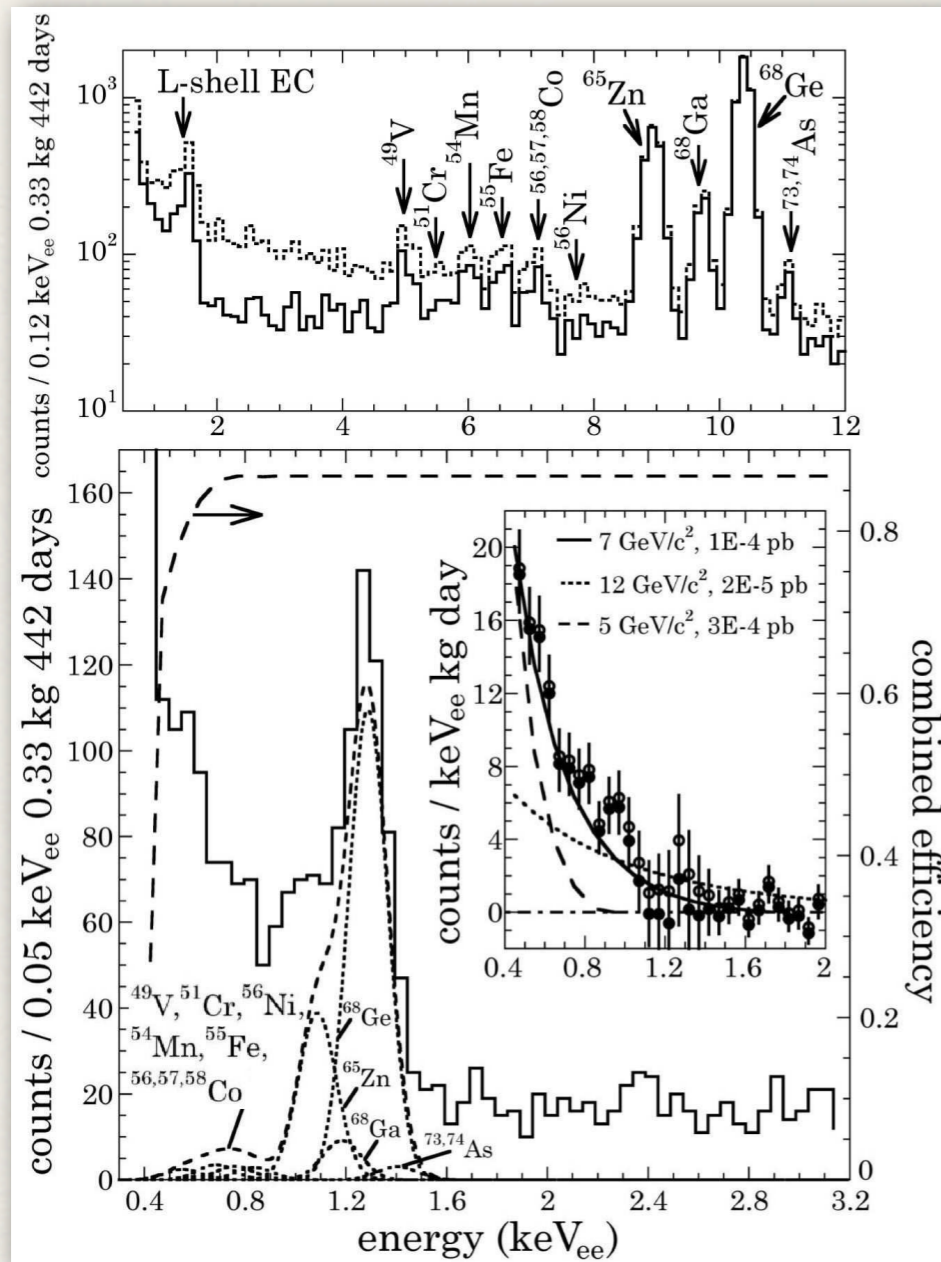 counts / 0.12 keVee 0.33 kg 442 days
10³
10²
10¹
L-shell EC
⁴⁹V
⁵¹Cr
⁵⁴Mn
⁵⁵Fe
⁵⁶,⁵⁷,⁵⁸Co
⁵⁶Ni
⁶⁵Zn
⁶⁸Ga
⁶⁸Ge
⁷³,⁷⁴As
2 4 6 8 10 12
counts / 0.05 keVee 0.33 kg 442 days
160
140
120
100
80
60
40
20
0
counts / keVee kg day
20
16
12
8
4
0
7 GeV/c², 1E-4 pb
12 GeV/c², 2E-5 pb
5 GeV/c², 3E-4 pb
0.4 0.8 1.2 1.6 2
combined efficiency
0.8
0.6
0.4
0.2
0
⁴⁹V,⁵¹Cr,⁵⁶Ni,
⁵⁴Mn,⁵⁵Fe,
⁵⁶,⁵⁷,⁵⁸Co
⁶⁸Ge
⁶⁵Zn
⁶⁸Ga
⁷³,⁷⁴As
0.4 0.8 1.2 1.6 2 2.4 2.8 3.2
energy (keVee)